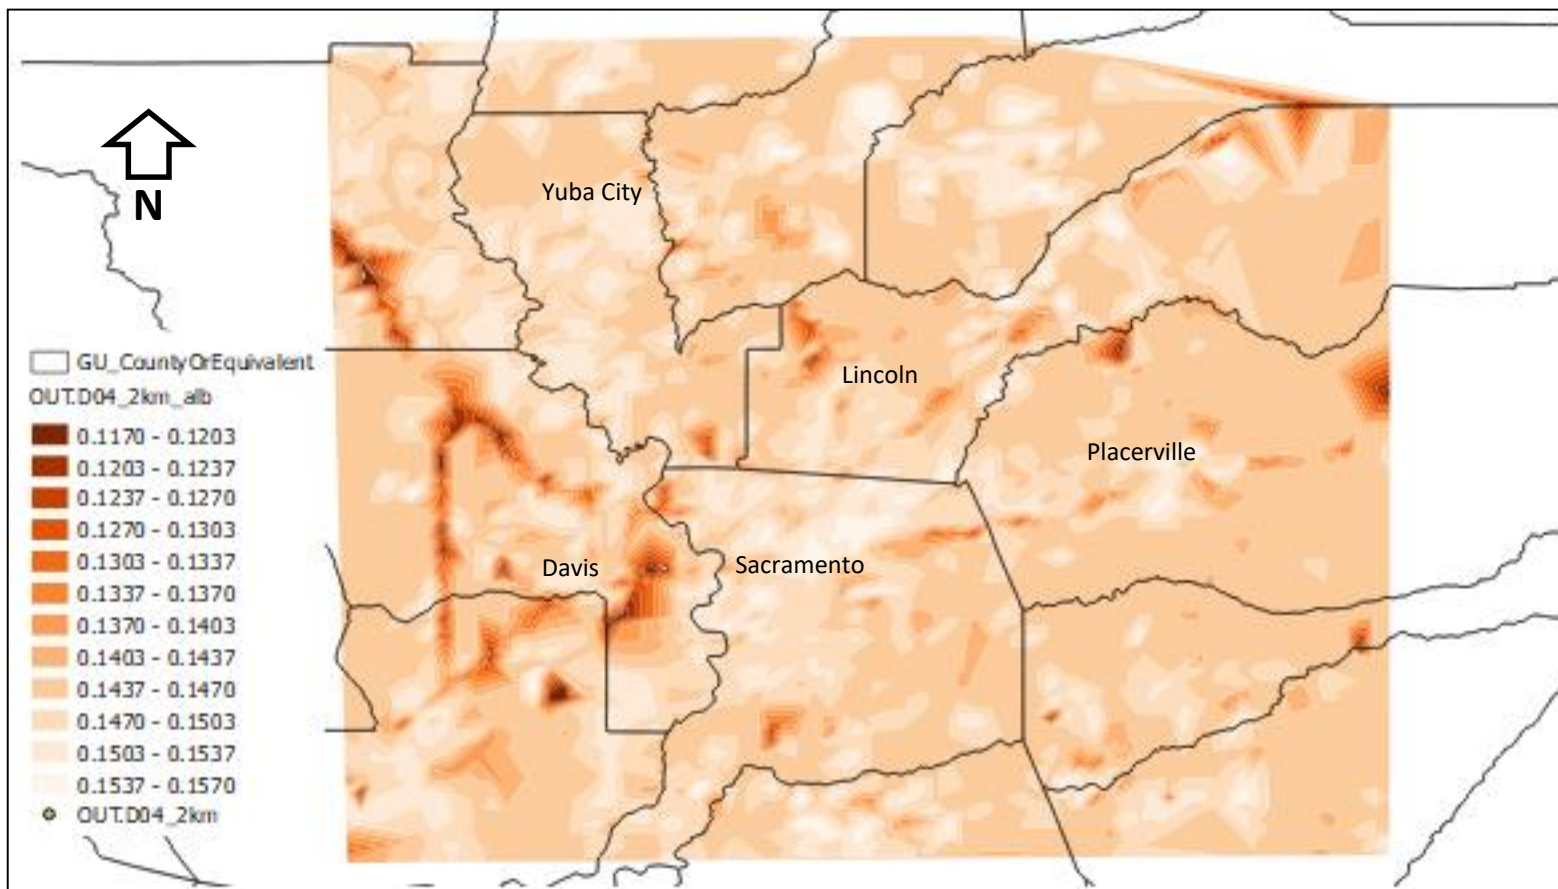 N
Yuba City
Lincoln
Placerville
Davis
Sacramento
GU_CountyOrEquivalent
OUT.D04_2km_alb
0.1170 - 0.1203
0.1203 - 0.1237
0.1237 - 0.1270
0.1270 - 0.1303
0.1303 - 0.1337
0.1337 - 0.1370
0.1370 - 0.1403
0.1403 - 0.1437
0.1437 - 0.1470
0.1470 - 0.1503
0.1503 - 0.1537
0.1537 - 0.1570
OUT.D04_2km